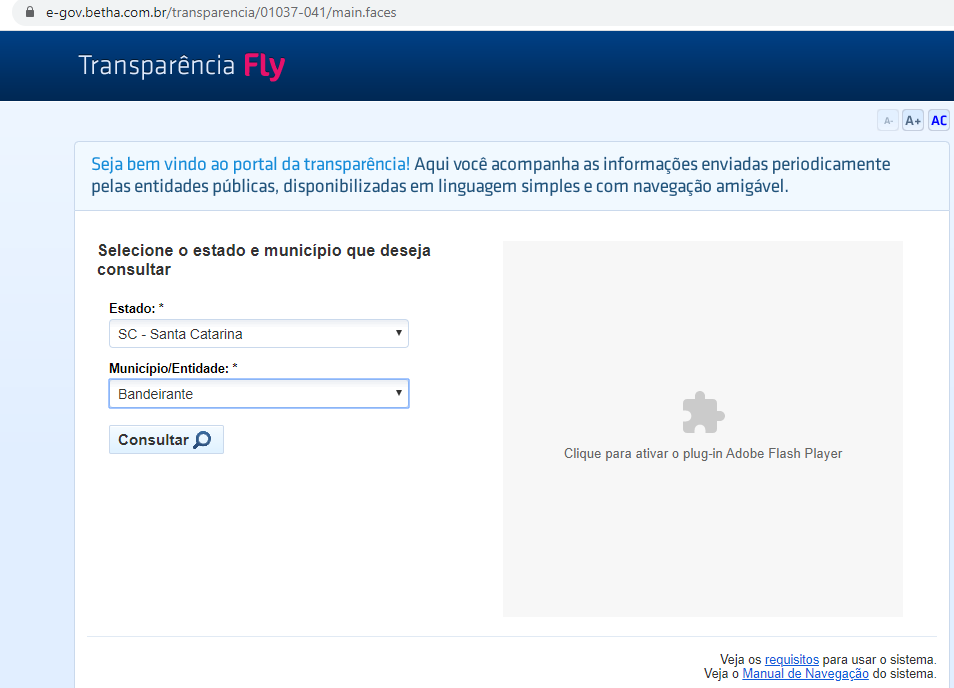 e-gov.betha.com.br/transparencia/01037-041/main.faces
Transparência Fly
A- A+ AC
Seja bem vindo ao portal da transparência! Aqui você acompanha as informações enviadas periodicamente
pelas entidades públicas, disponibilizadas em linguagem simples e com navegação amigável.
Selecione o estado e município que deseja
consultar
Estado: *
SC - Santa Catarina
Município/Entidade: *
Bandeirante
Consultar
Clique para ativar o plug-in Adobe Flash Player
Veja os requisitos para usar o sistema.
Veja o Manual de Navegação do sistema.